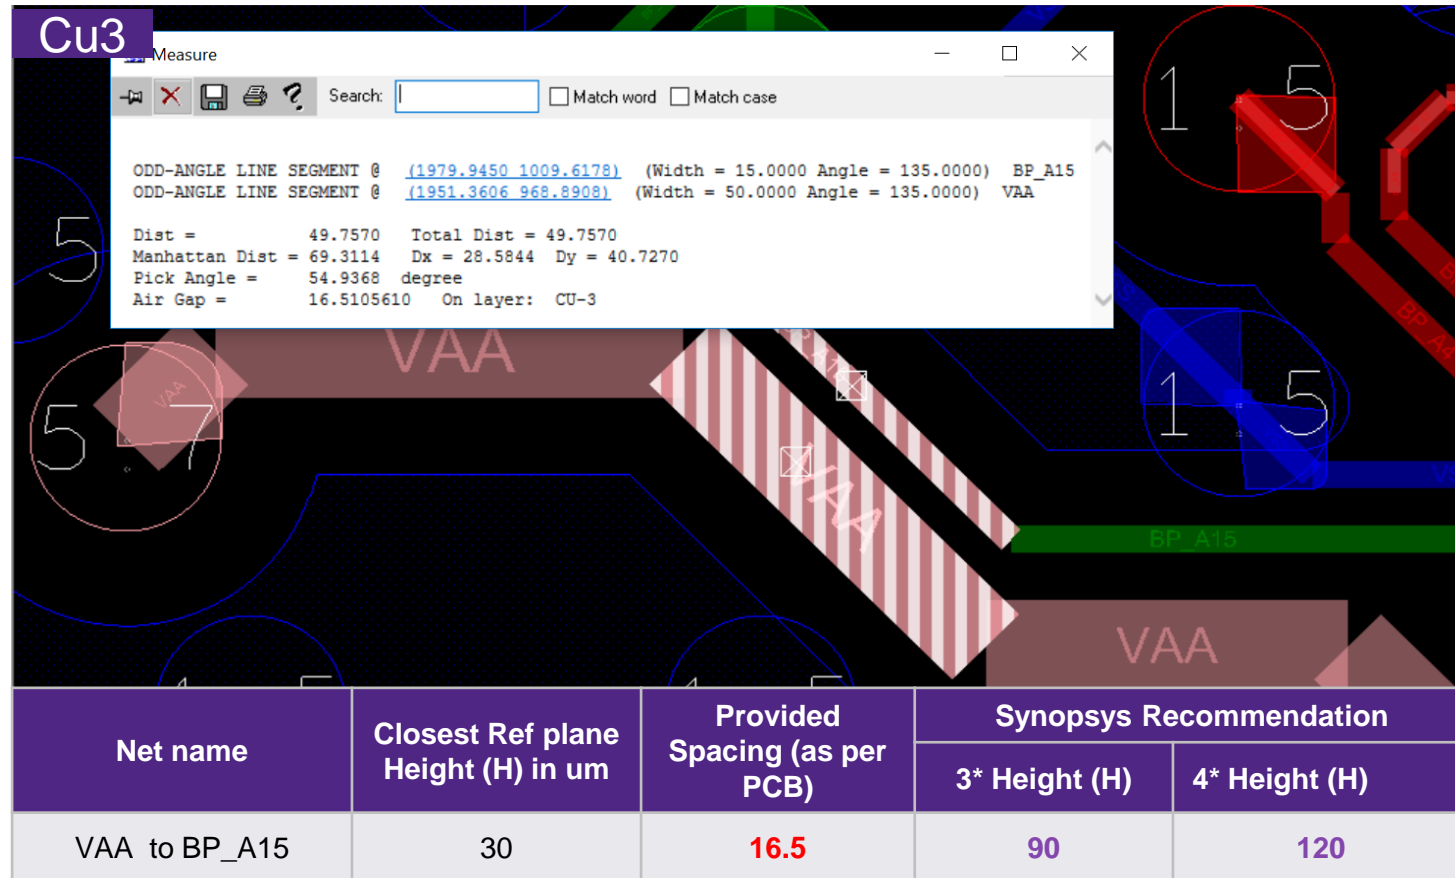 Cu3
Measure
Search:
Match word
Match case
ODD-ANGLE LINE SEGMENT @ (1979.9450 1009.6178) (Width = 15.0000 Angle = 135.0000) BP_A15
ODD-ANGLE LINE SEGMENT @ (1951.3606 968.8908) (Width = 50.0000 Angle = 135.0000) VAA
Dist = 49.7570 Total Dist = 49.7570
Manhattan Dist = 69.3114 Dx = 28.5844 Dy = 40.7270
Pick Angle = 54.9368 degree
Air Gap = 16.5105610 On layer: CU-3
1 5
5
VAA
VAA
5 7
1 5
VAA
BP_A15
VAA
Net name
Closest Ref plane
Height (H) in um
Provided
Spacing (as per
PCB)
Synopsys Recommendation
3* Height (H)
4* Height (H)
VAA to BP_A15
30
16.5
90
120